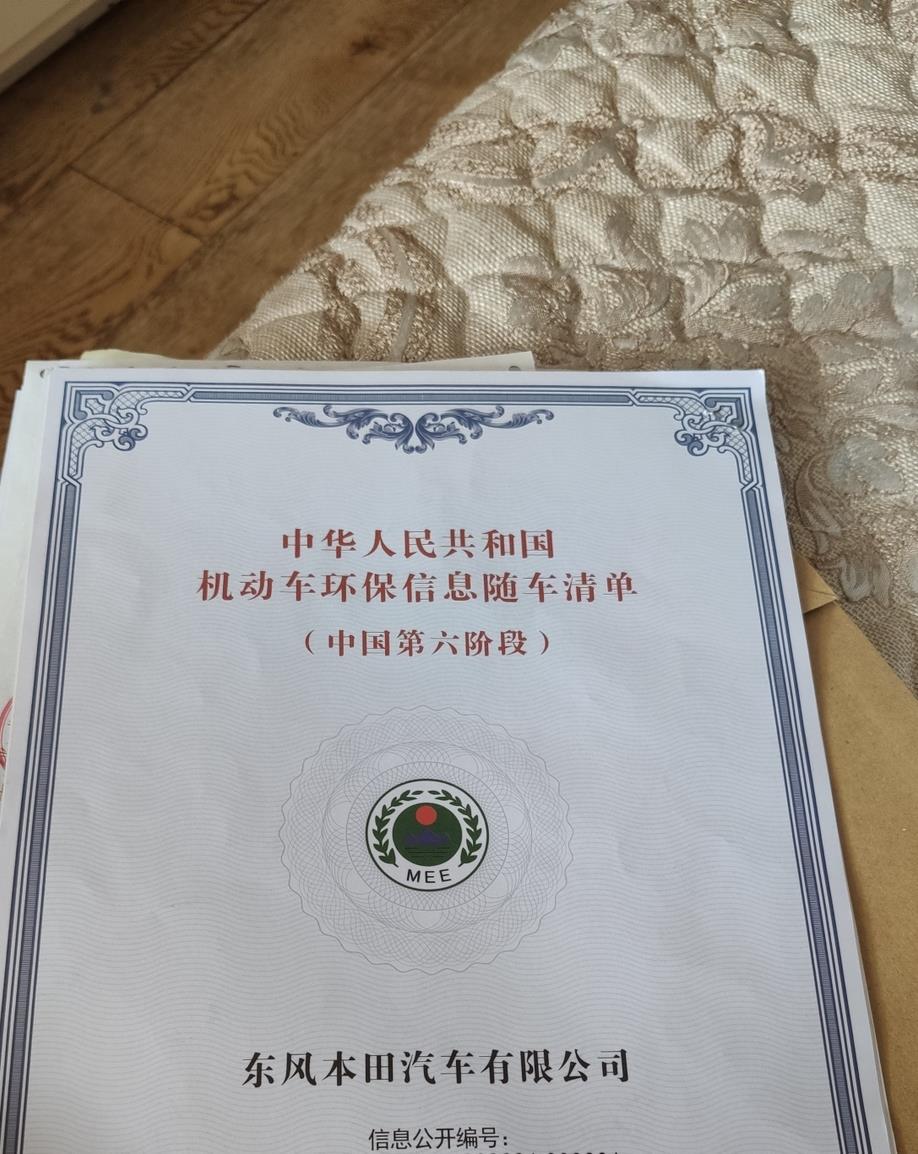 中华人民共和国
机动车环保信息随车清单
（中国第六阶段）
MEE
东风本田汽车有限公司
信息公开编号：